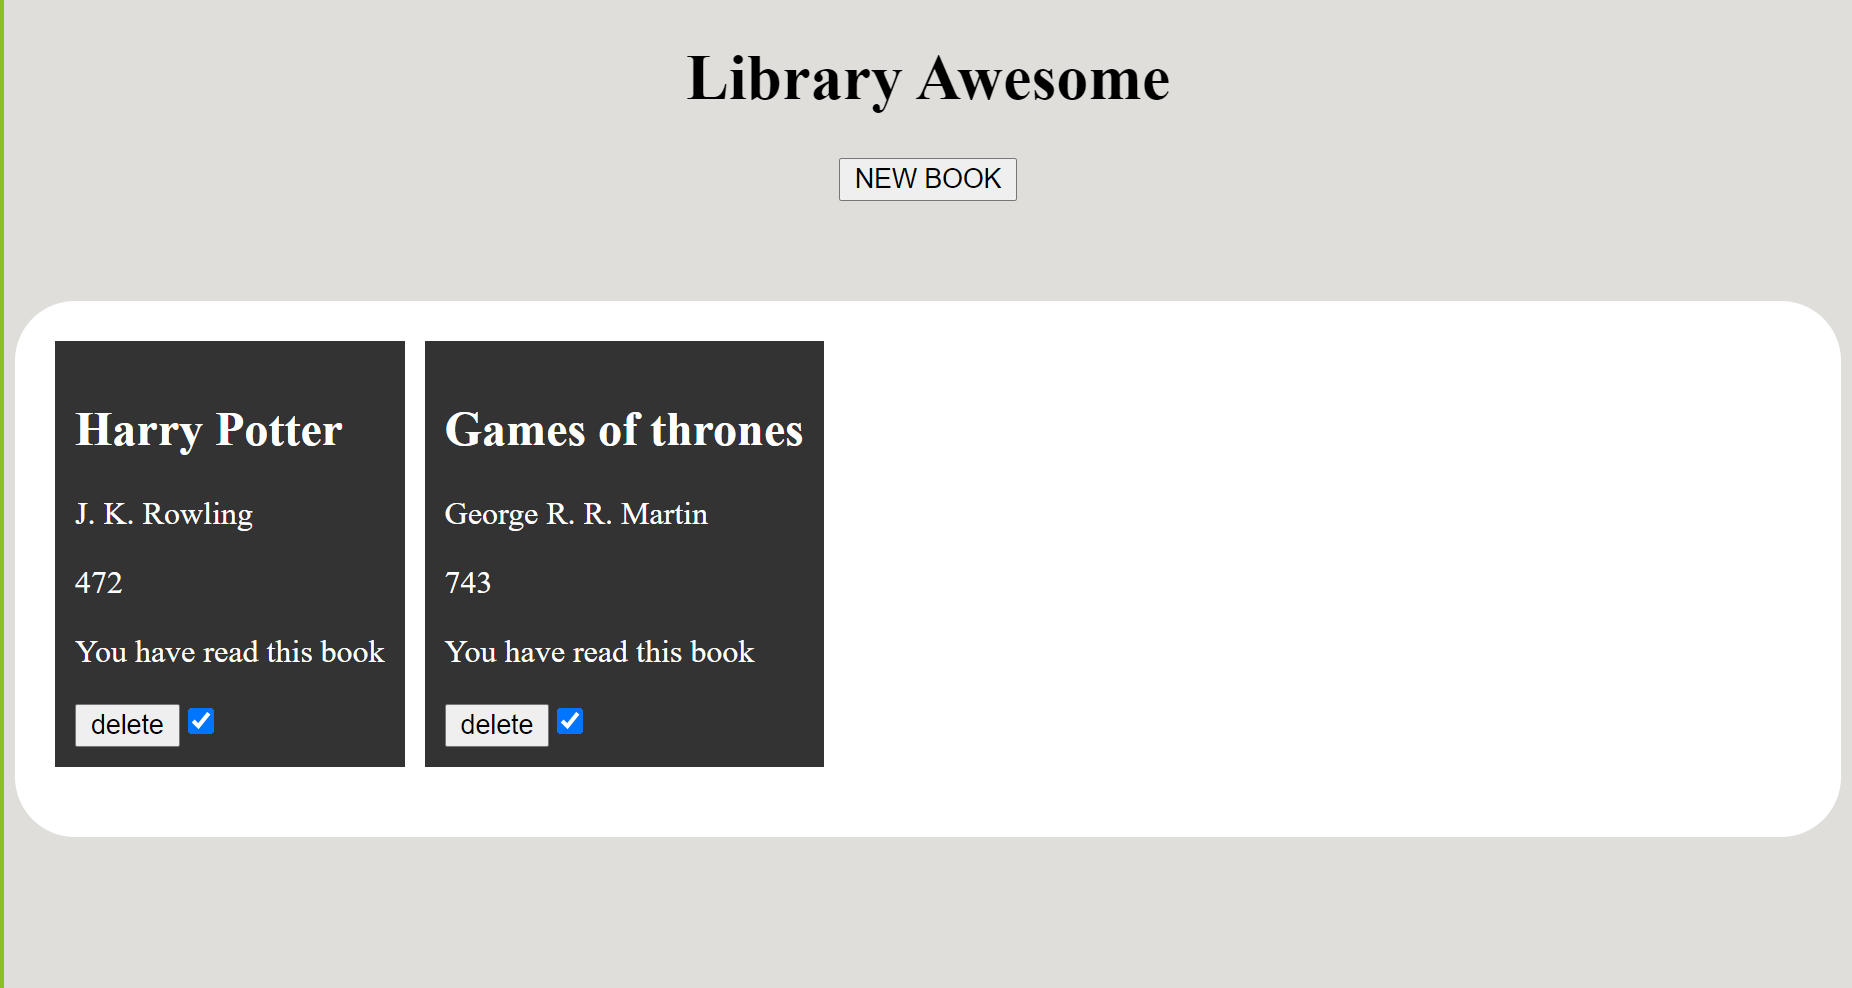 Library Awesome
NEW BOOK
Harry Potter
J. K. Rowling
472
You have read this book
delete
Games of thrones
George R. R. Martin
743
You have read this book
delete